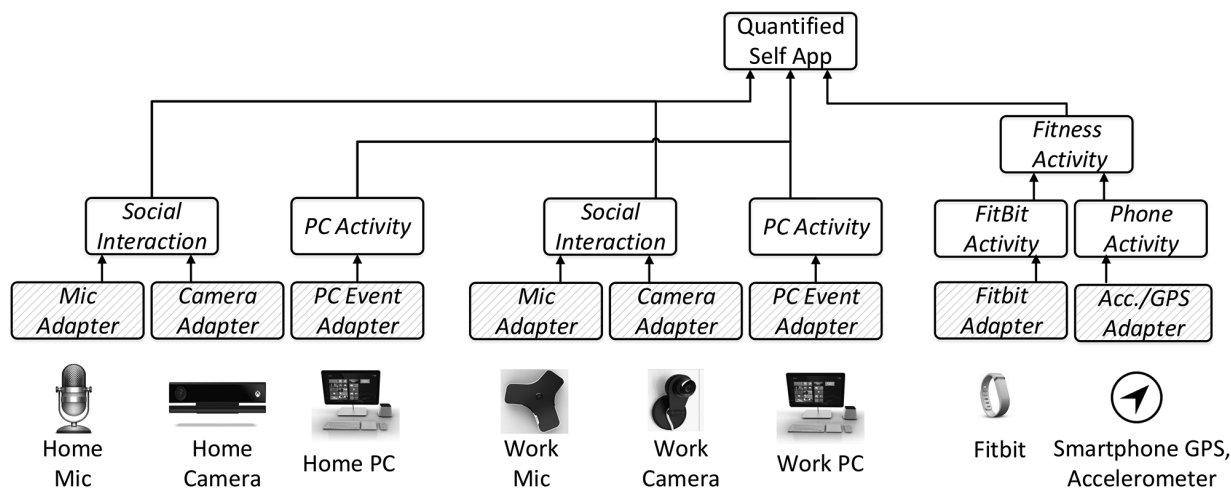 Quantified
Self App
Fitness
Activity
Social
Interaction
PC Activity
Social
Interaction
PC Activity
FitBit
Activity
Phone
Activity
Mic
Adapter
Camera
Adapter
PC Event
Adapter
Mic
Adapter
Camera
Adapter
PC Event
Adapter
Fitbit
Adapter
Acc./GPS
Adapter
Home
Mic
Home
Camera
Home PC
Work
Mic
Work
Camera
Work PC
Fitbit
Smartphone GPS,
Accelerometer